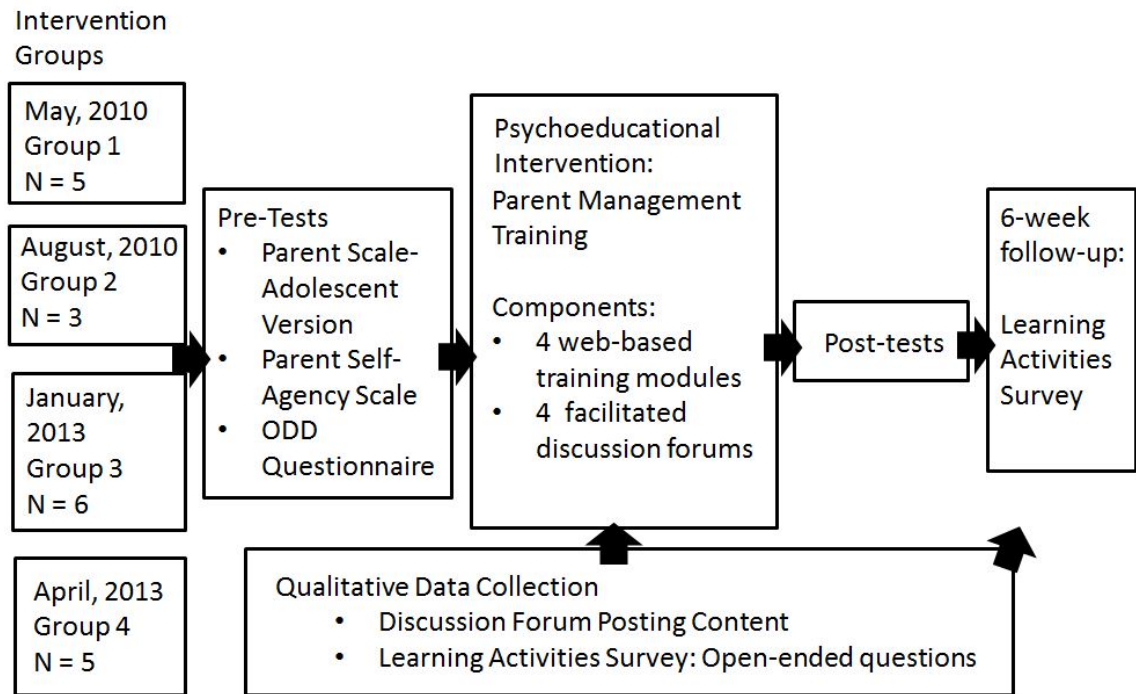 Intervention
Groups
May, 2010
Group 1
N = 5
August, 2010
Group 2
N = 3
January,
2013
Group 3
N = 6
April, 2013
Group 4
N = 5
Pre-Tests
• Parent Scale-
Adolescent
Version
• Parent Self-
Agency Scale
• ODD
Questionnaire
Psychoeducational
Intervention:
Parent Management
Training
Components:
• 4 web-based
training modules
• 4 facilitated
discussion forums
Post-tests
6-week
follow-up:
Learning
Activities
Survey
Qualitative Data Collection
• Discussion Forum Posting Content
• Learning Activities Survey: Open-ended questions